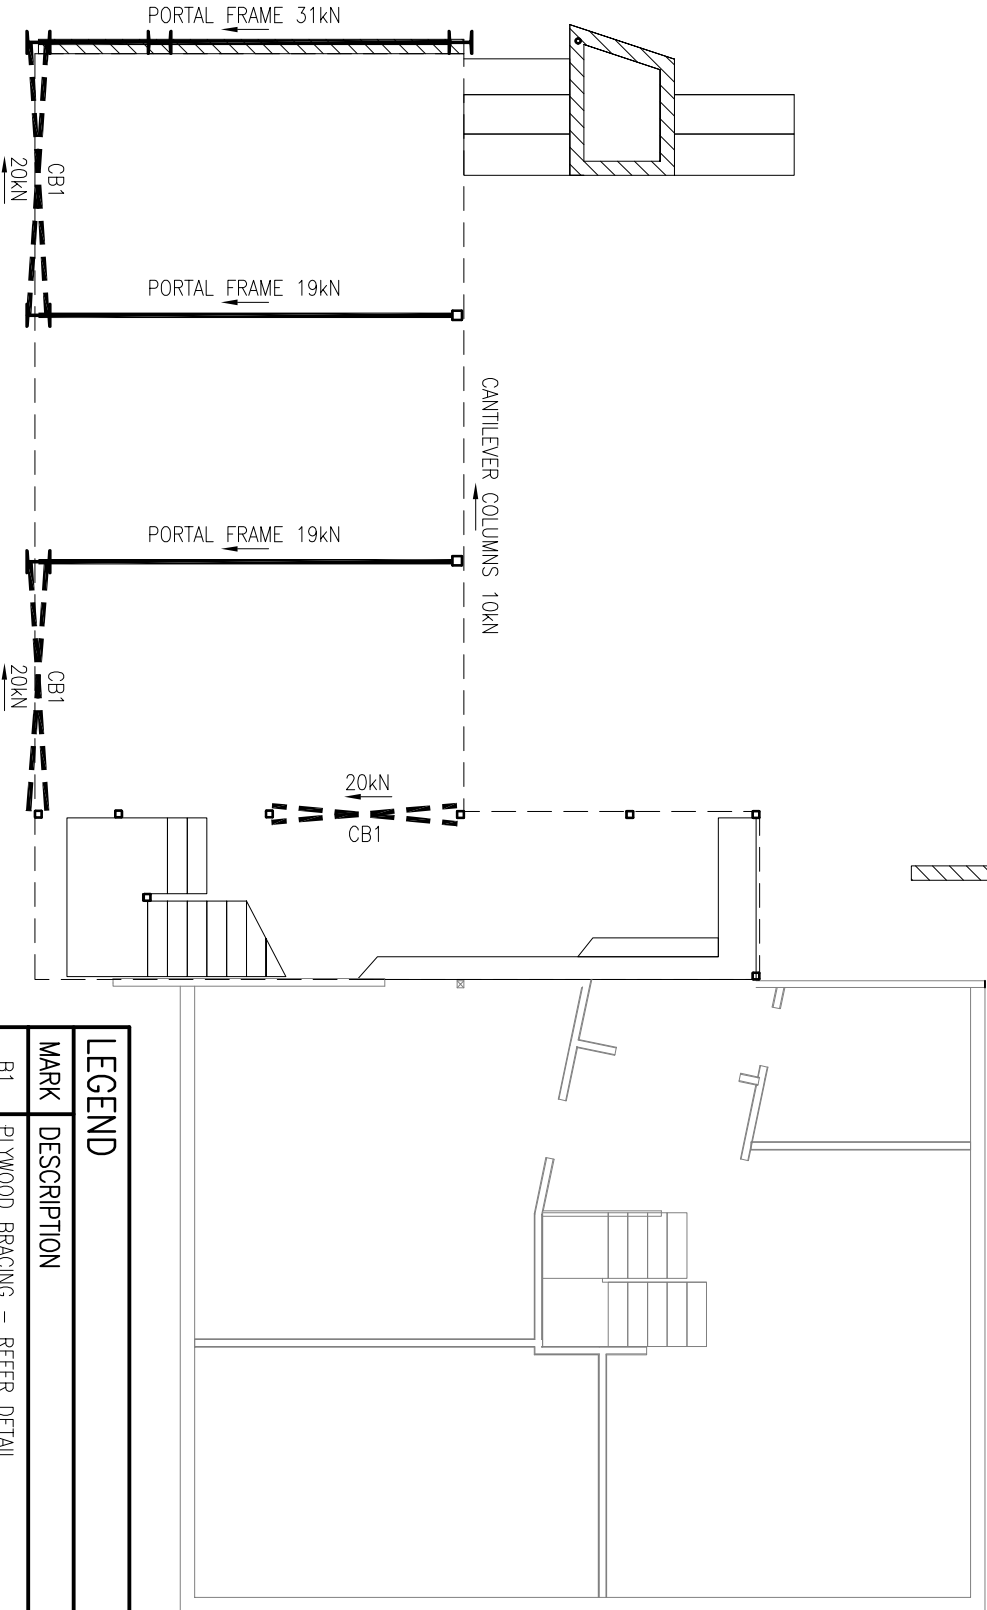 PORTAL FRAME 31kN
CB1
20kN
PORTAL FRAME 19kN
CANTILEVER COLUMNS 10kN
PORTAL FRAME 19kN
CB1
20kN
20kN
CB1
LEGEND
MARK DESCRIPTION
B1 PLYWOOD BRACING - REFER DETAIL